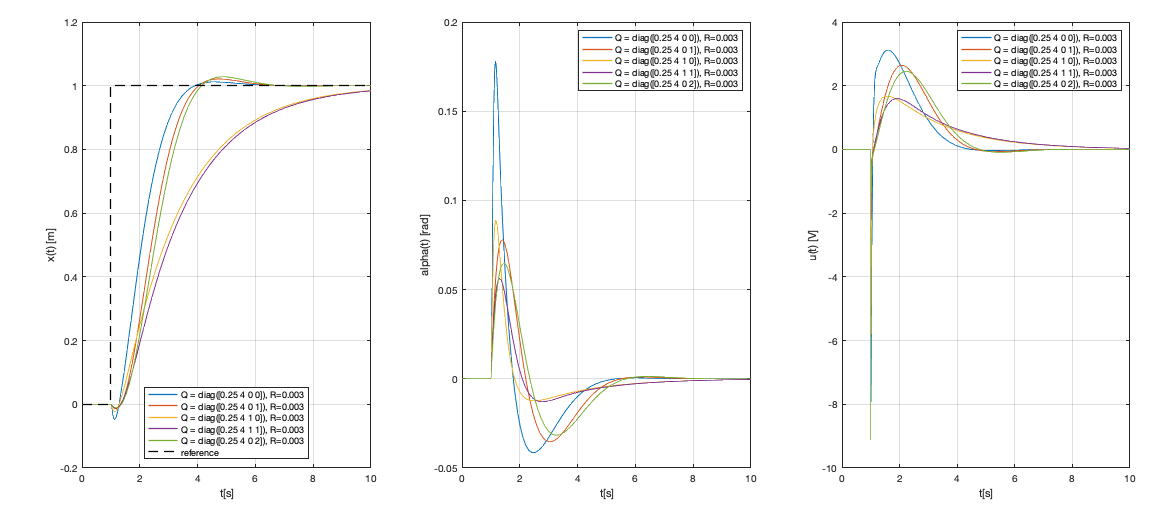 1.2
1
0.8
0.6
0.4
0.2
0
-0.2
x(t) [m]
0 2 4 6 8 10
t[s]
Q = diag([0.25 4 0 0]), R=0.003
Q = diag([0.25 4 0 1]), R=0.003
Q = diag([0.25 4 1 0]), R=0.003
Q = diag([0.25 4 1 1]), R=0.003
Q = diag([0.25 4 0 2]), R=0.003
reference
0.2
0.15
0.1
0.05
0
-0.05
alpha(t) [rad]
0 2 4 6 8 10
t[s]
Q = diag([0.25 4 0 0]), R=0.003
Q = diag([0.25 4 0 1]), R=0.003
Q = diag([0.25 4 1 0]), R=0.003
Q = diag([0.25 4 1 1]), R=0.003
Q = diag([0.25 4 0 2]), R=0.003
4
2
0
-2
-4
-6
-8
-10
u(t) [V]
0 2 4 6 8 10
t[s]
Q = diag([0.25 4 0 0]), R=0.003
Q = diag([0.25 4 0 1]), R=0.003
Q = diag([0.25 4 1 0]), R=0.003
Q = diag([0.25 4 1 1]), R=0.003
Q = diag([0.25 4 0 2]), R=0.003